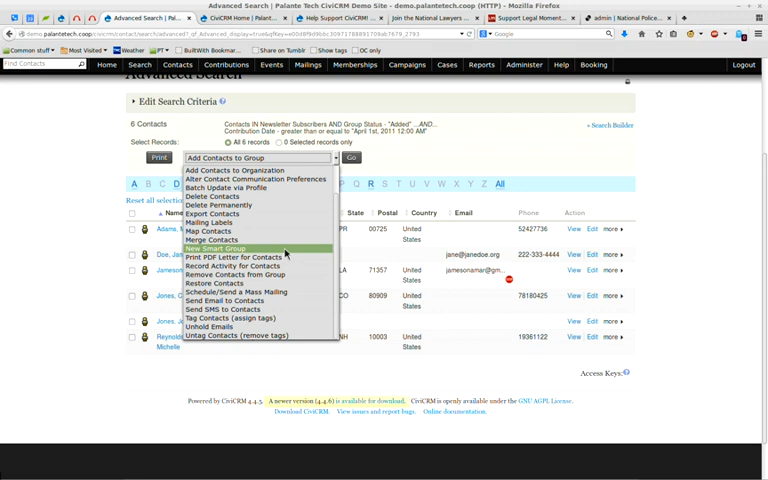 Advanced Search | Palante Tech CiviCRM Demo Site - demo.palantetech.coop (HTTP) - Mozilla Firefox
Advanced Search | Pa...
CiviCRM Home | Palant...
Help Support CiviCRM! ...
Join the National Lawyers ...
Support Legal Moment...
admin | National Police...
demo.palantetech.coop/civicrm/contact/search/advanced?_qf_Advanced_display=true&qfKey=
Google
Common stuff
Most Visited
Weather
PT
BuiltWith Bookmar...
Share on Tumblr
Show tags
OC only
Find Contacts
Home Search Contacts Contributions Events Mailings Memberships Campaigns Cases Reports Administer Help Booking Logout
Advanced Search
Edit Search Criteria
6 Contacts
Contacts IN Newsletter Subscribers AND Group Status - "Added" ...AND...
Contribution Date - greater than or equal to "April 1st, 2011 12:00 AM"
» Search Builder
Select Records: All 6 records Selected records only
Print
Add Contacts to Group
Go
Add Contacts to Organization
Alter Contact Communication Preferences
Batch Update via Profile
Delete Contacts
Delete Permanently
Export Contacts
Mailing Labels
Map Contacts
Merge Contacts
New Smart Group
Print PDF Letter for Contacts
Record Activity for Contacts
Remove Contacts from Group
Restore Contacts
Schedule/Send a Mass Mailing
Send Email to Contacts
Send SMS to Contacts
Tag Contacts (assign tags)
Unhold Emails
Untag Contacts (remove tags)
A B C D P Q R S T U V W X Y Z All
Reset all selectio
Name State Postal Country Email Phone Action
Adams, PR 00725 United States 52427736 View Edit more
Doe, Jan jane@janedoe.org 222-333-4444 View Edit more
Jameson LA 71357 United States jamesonamar@gm... View Edit more
Jones, CO 80909 United States 78180425 View Edit more
Jones, View Edit more
Reynolds Michelle NH 10003 United States 19361122 View Edit more
Access Keys:
Powered by CiviCRM 4.4.5. A newer version (4.4.6) is available for download. CiviCRM is openly available under the GNU AGPL License.
Download CiviCRM. View issues and report bugs. Online documentation.